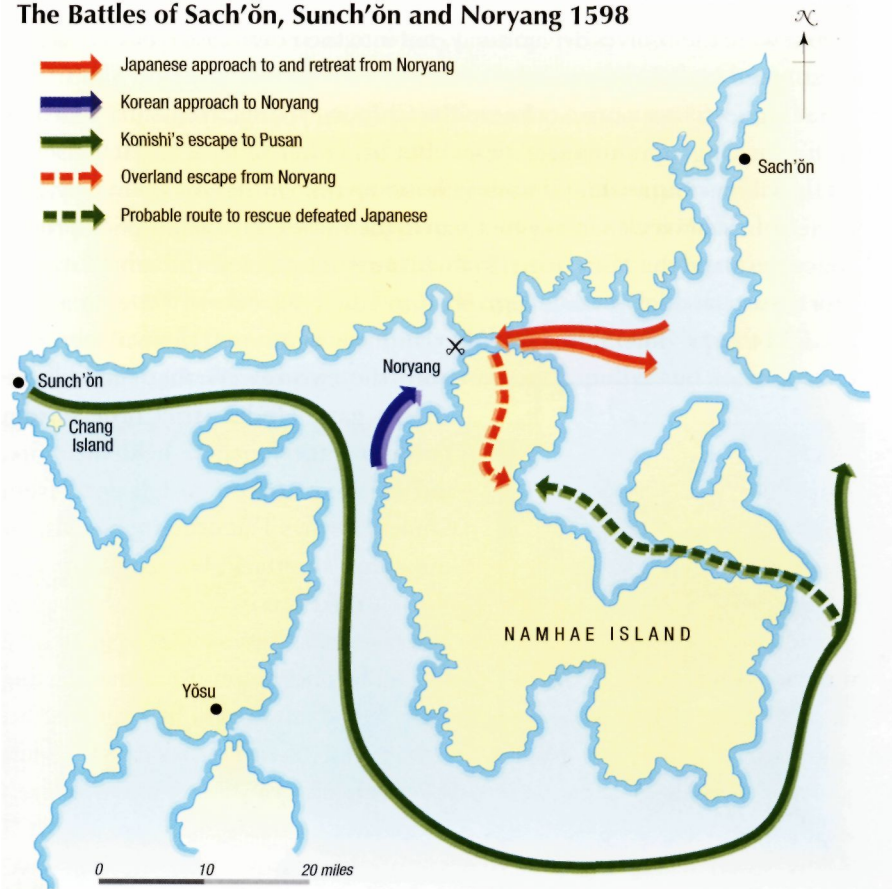 The Battles of Sach’ŏn, Sunch’ŏn and Noryang 1598
N
Japanese approach to and retreat from Noryang
Korean approach to Noryang
Konishi’s escape to Pusan
Overland escape from Noryang
Probable route to rescue defeated Japanese
Sach’ŏn
Noryang
Sunch’ŏn
Chang
Island
NAMHAE ISLAND
Yŏsu
0 10 20 miles